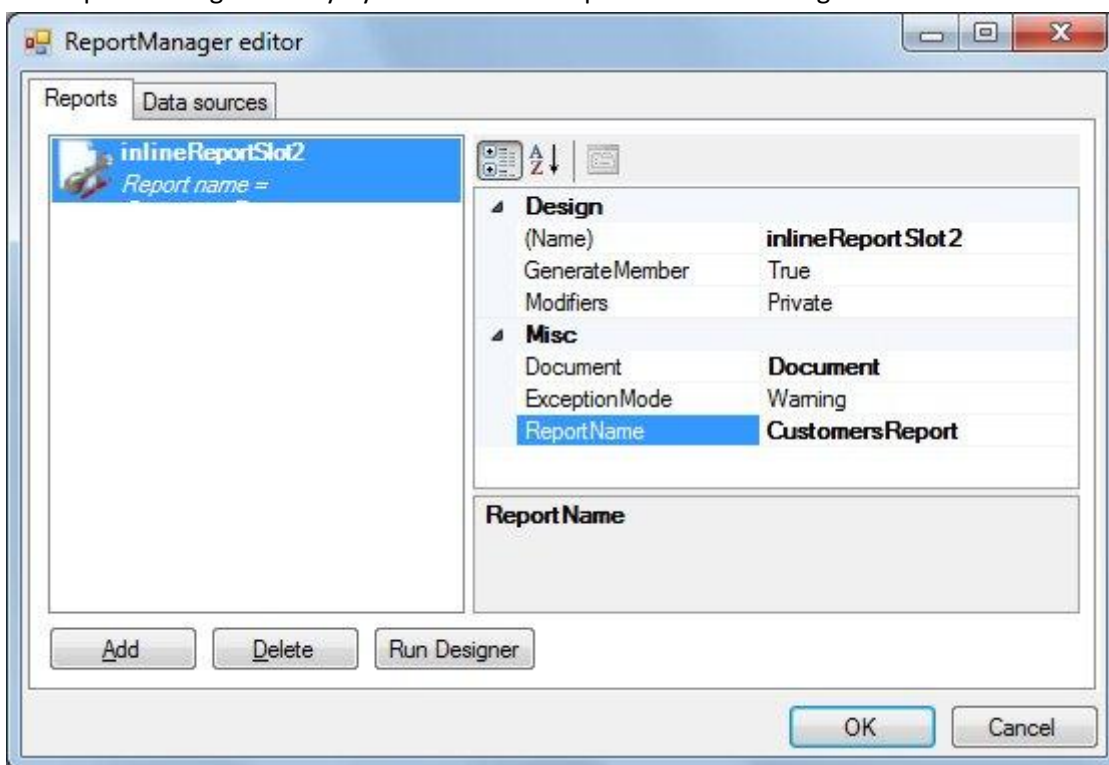 ReportManager editor
Reports
Data sources
inlineReportSlot2
Report name =
Design
(Name) inlineReportSlot2
GenerateMember True
Modifiers Private
Misc
Document Document
ExceptionMode Warning
ReportName CustomersReport
ReportName
Add
Delete
Run Designer
OK
Cancel